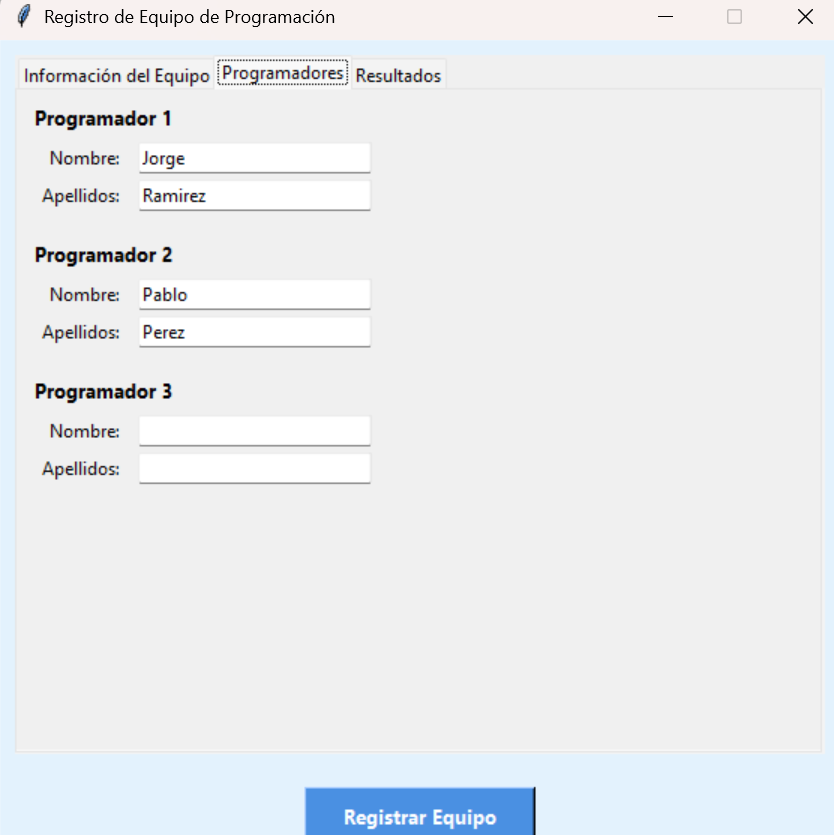 Registro de Equipo de Programación
Información del Equipo Programadores Resultados
Programador 1
Nombre: Jorge
Apellidos: Ramirez
Programador 2
Nombre: Pablo
Apellidos: Perez
Programador 3
Nombre:
Apellidos:
Registrar Equipo